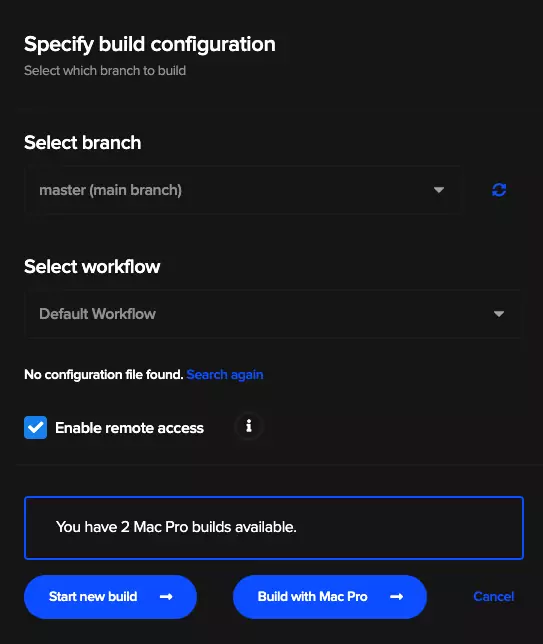 Specify build configuration
Select which branch to build
Select branch
master (main branch)
Select workflow
Default Workflow
No configuration file found. Search again
Enable remote access
You have 2 Mac Pro builds available.
Start new build
Build with Mac Pro
Cancel